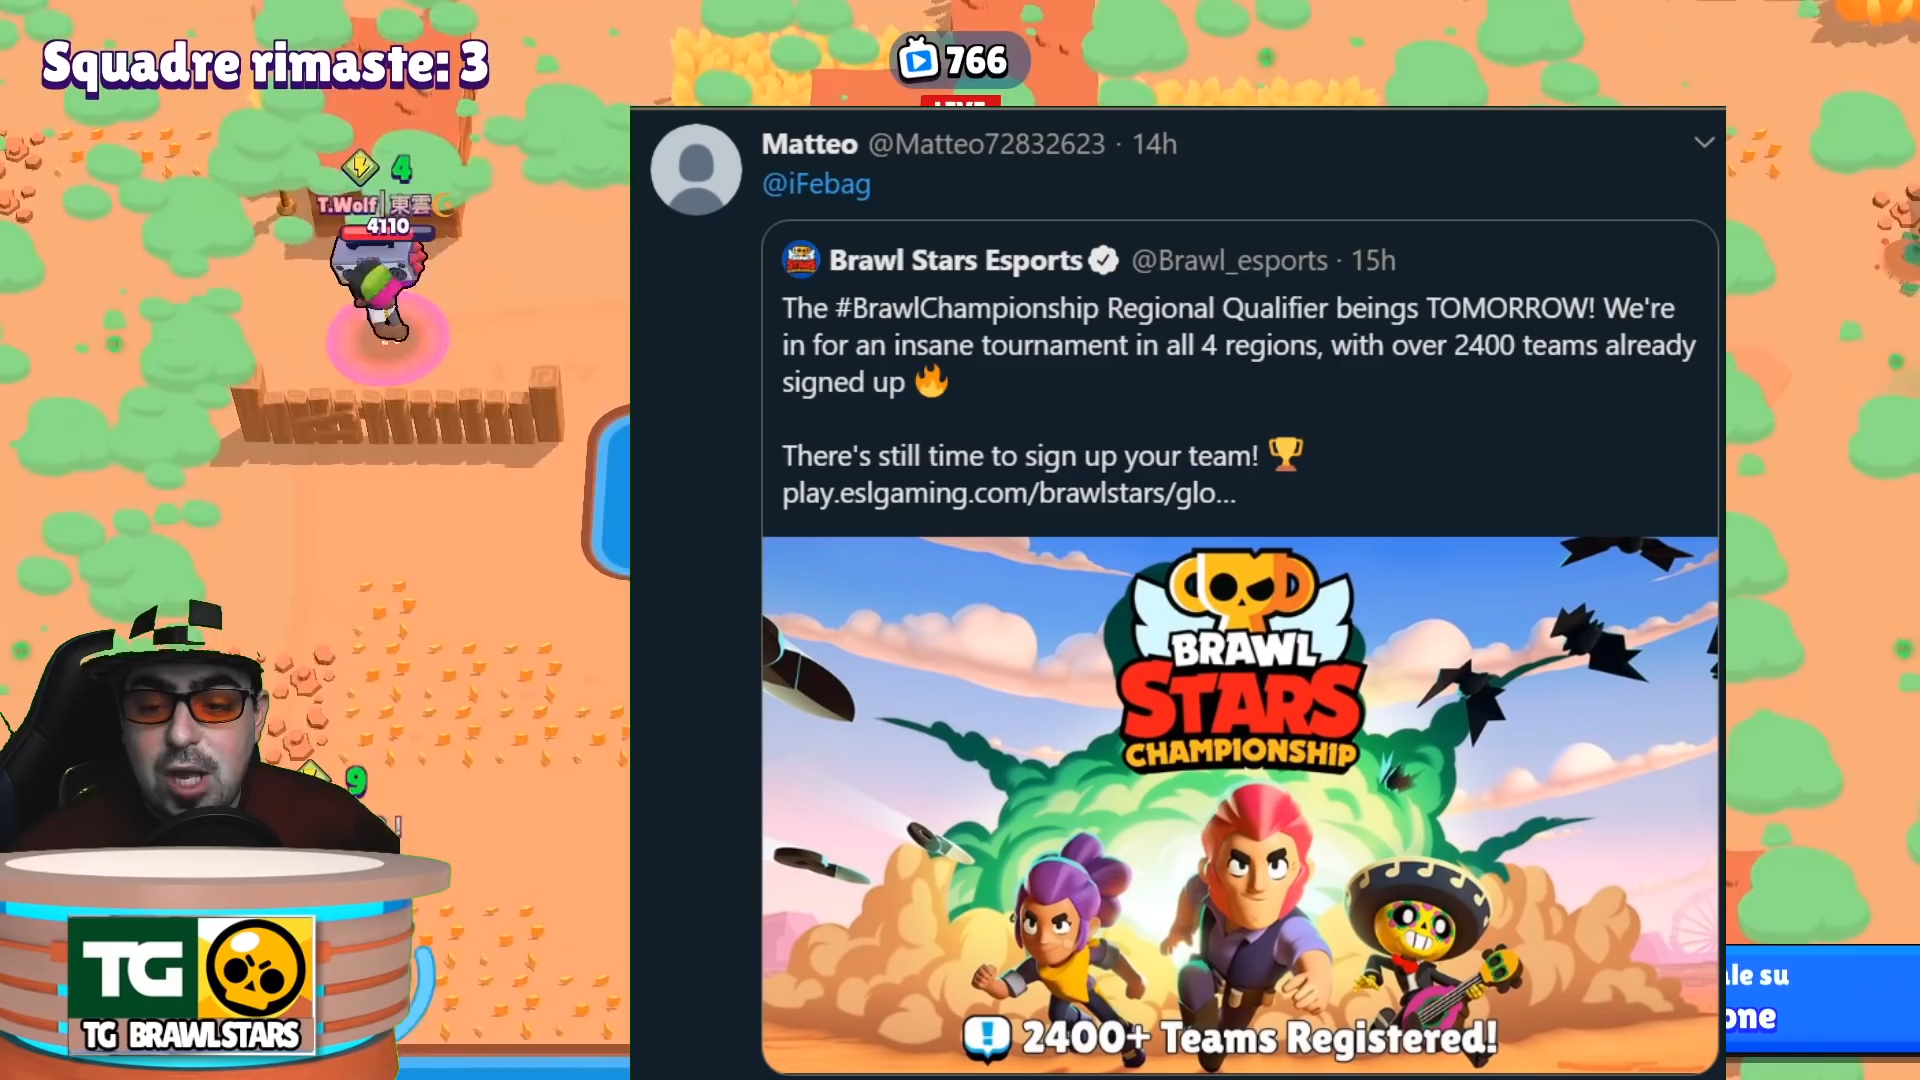 Squadre rimaste: 3
766
4
T.Wolf|東雲
4110
Matteo @Matteo72832623 · 14h
@iFebag
Brawl Stars Esports @Brawl_esports · 15h
The #BrawlChampionship Regional Qualifier beings TOMORROW! We're
in for an insane tournament in all 4 regions, with over 2400 teams already
signed up 🔥
There's still time to sign up your team! 🏆
play.eslgaming.com/brawlstars/glo...
BRAWL
STARS
CHAMPIONSHIP
2400+ Teams Registered!
9
TG
TG BRAWLSTARS
le su
one